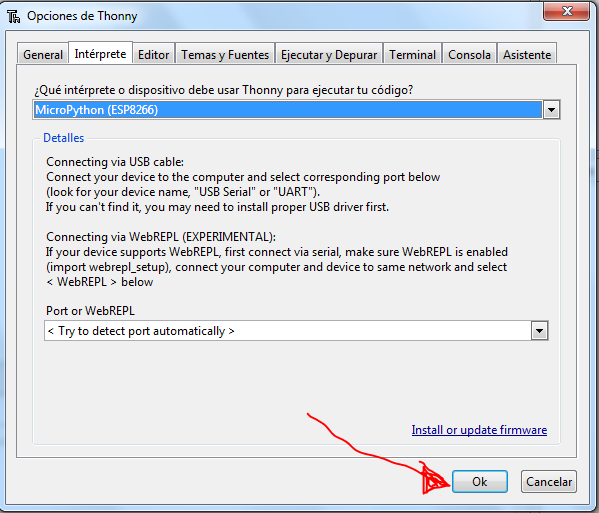 Opciones de Thonny
General Intérprete Editor Temas y Fuentes Ejecutar y Depurar Terminal Consola Asistente
¿Qué intérprete o dispositivo debe usar Thonny para ejecutar tu código?
MicroPython (ESP8266)
Detalles
Connecting via USB cable:
Connect your device to the computer and select corresponding port below
(look for your device name, "USB Serial" or "UART").
If you can't find it, you may need to install proper USB driver first.
Connecting via WebREPL (EXPERIMENTAL):
If your device supports WebREPL, first connect via serial, make sure WebREPL is enabled
(import webrepl_setup), connect your computer and device to same network and select
< WebREPL > below
Port or WebREPL
< Try to detect port automatically >
Install or update firmware
Ok Cancelar